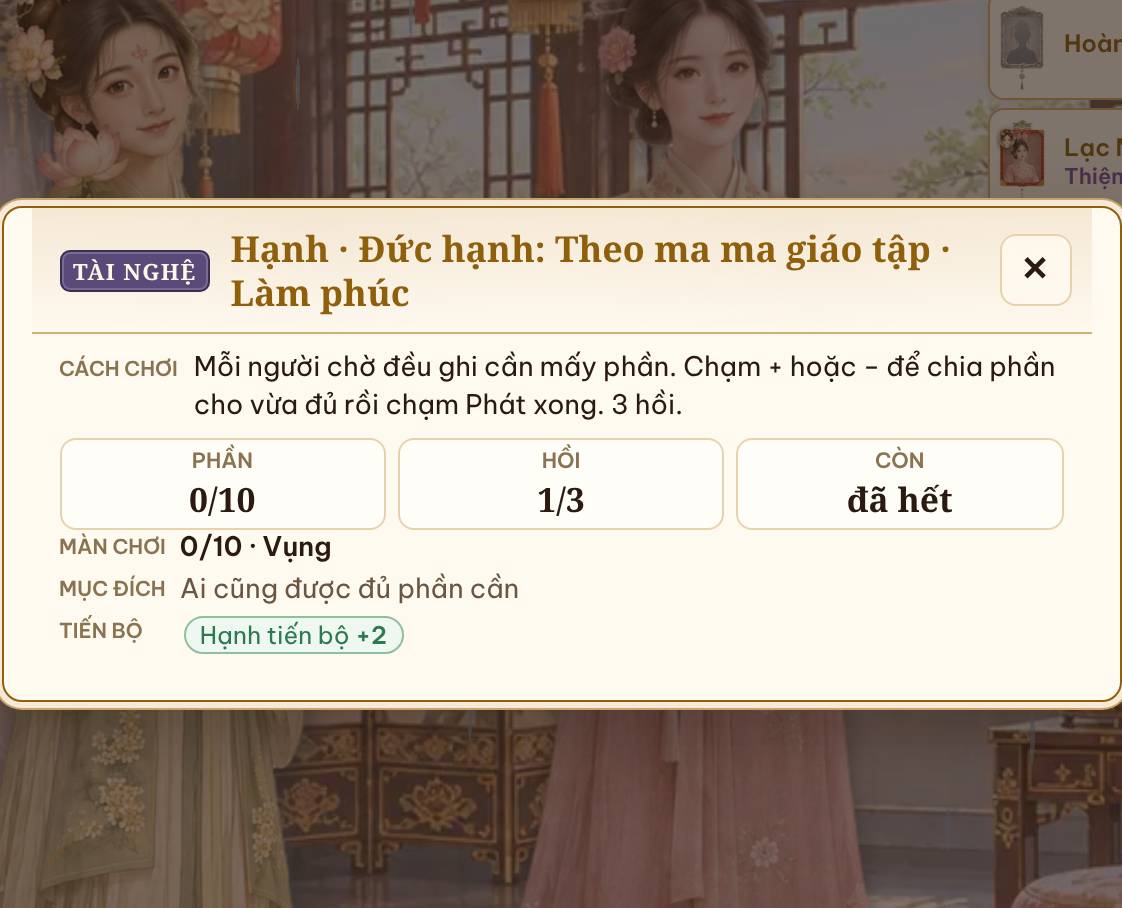 Hoàn
Lạc N
Thiện
TÀI NGHỆ
Hạnh · Đức hạnh: Theo ma ma giáo tập ·
Làm phúc
×
CÁCH CHƠI Mỗi người chờ đều ghi cần mấy phần. Chạm + hoặc – để chia phần
cho vừa đủ rồi chạm Phát xong. 3 hồi.
PHẦN
0/10
HỒI
1/3
CÒN
đã hết
MÀN CHƠI 0/10 · Vụng
MỤC ĐÍCH Ai cũng được đủ phần cần
TIẾN BỘ Hạnh tiến bộ +2